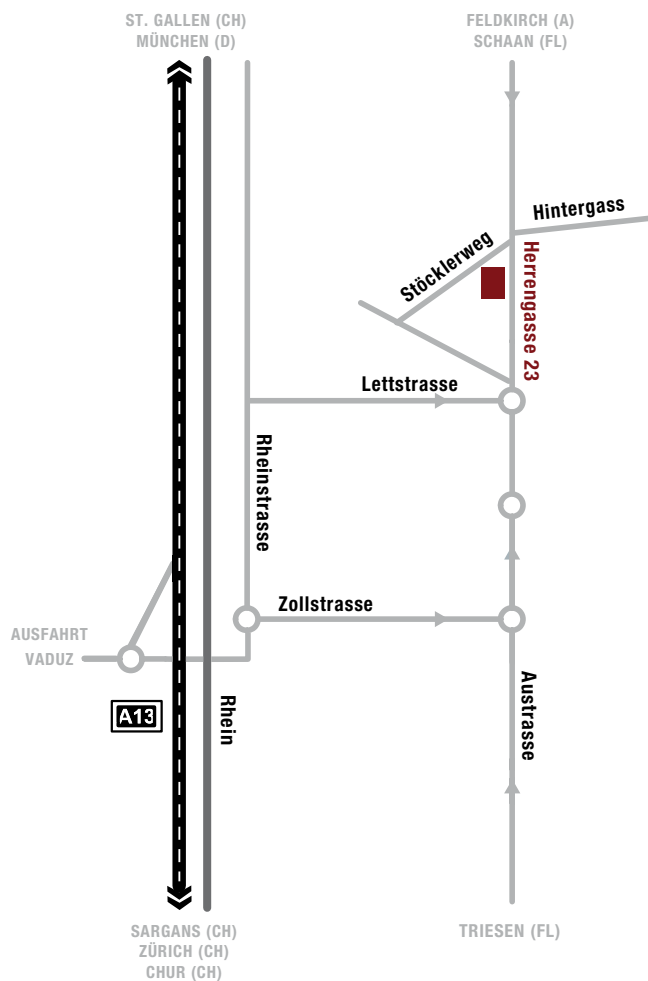 ST. GALLEN (CH)
MÜNCHEN (D)
FELDKIRCH (A)
SCHAAN (FL)
Hintergass
Stöcklerweg
Herrengasse 23
Lettstrasse
Rheinstrasse
Zollstrasse
AUSFAHRT
VADUZ
A13
Rhein
Austrasse
SARGANS (CH)
ZÜRICH (CH)
CHUR (CH)
TRIESEN (FL)